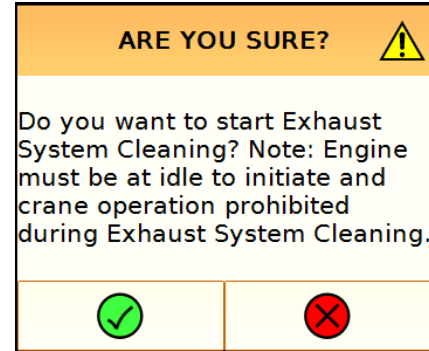 ARE YOU SURE?
Do you want to start Exhaust
System Cleaning? Note: Engine
must be at idle to initiate and
crane operation prohibited
during Exhaust System Cleaning.